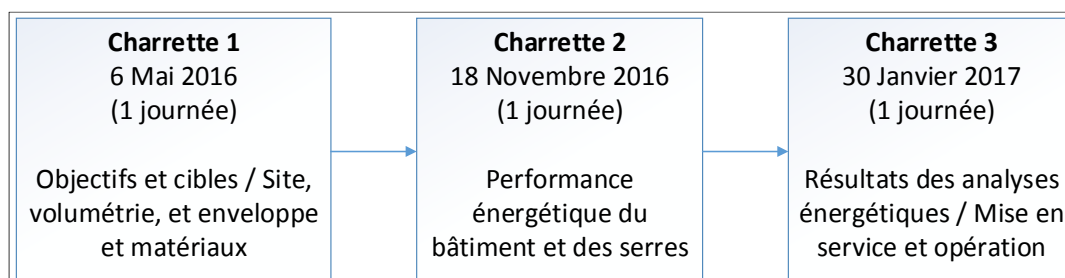 Charrette 1
6 Mai 2016
(1 journée)
Objectifs et cibles / Site,
volumétrie, et enveloppe
et matériaux
Charrette 2
18 Novembre 2016
(1 journée)
Performance
énergétique du
bâtiment et des serres
Charrette 3
30 Janvier 2017
(1 journée)
Résultats des analyses
énergétiques / Mise en
service et opération